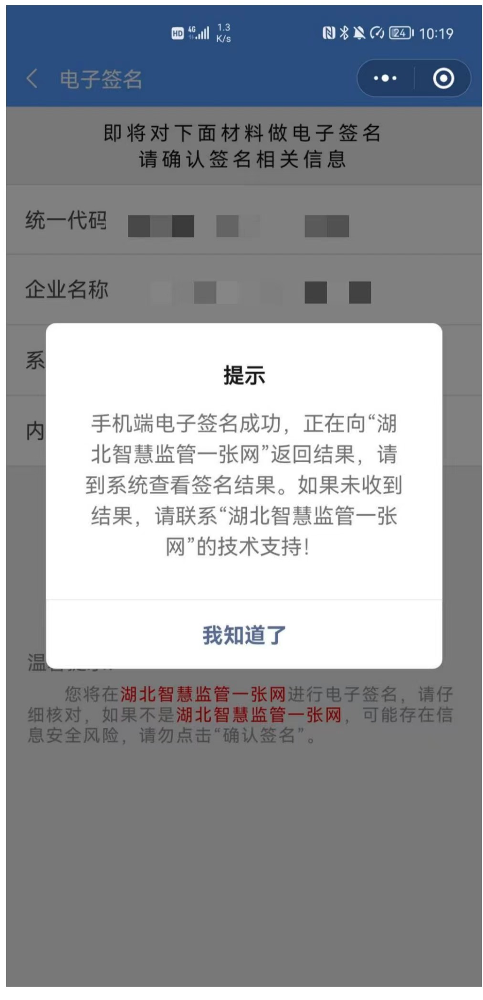 HD 4G 1.3 K/s 24 10:19
电子签名
即将对下面材料做电子签名
请确认签名相关信息
统一代码
企业名称
系
内
提示
手机端电子签名成功，正在向“湖
北智慧监管一张网”返回结果，请
到系统查看签名结果。如果未收到
结果，请联系“湖北智慧监管一张
网”的技术支持！
我知道了
温
您将在湖北智慧监管一张网进行电子签名，请仔
细核对，如果不是湖北智慧监管一张网，可能存在信
息安全风险，请勿点击“确认签名”。